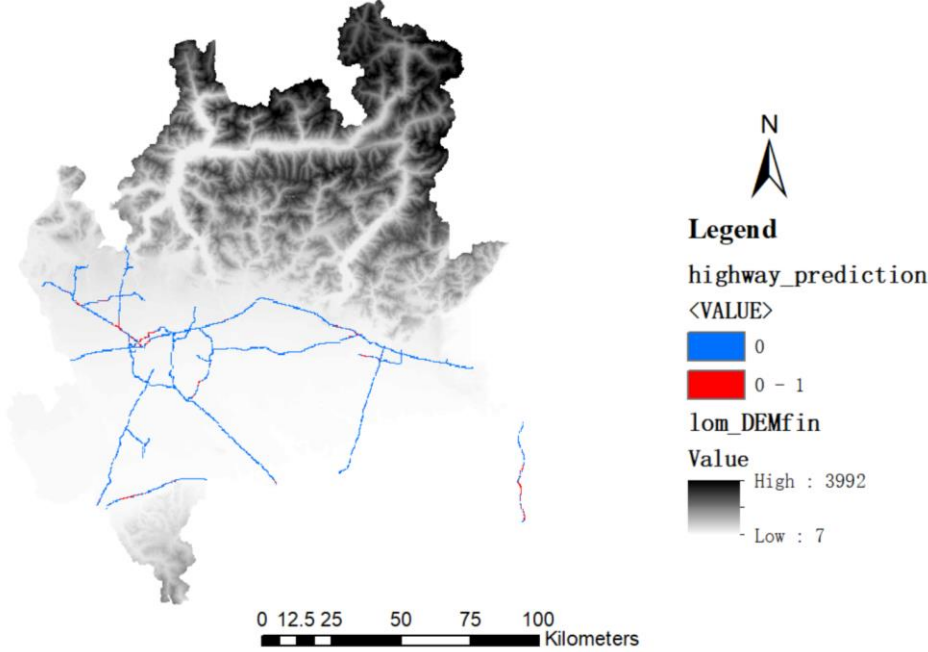 N
Legend
highway_prediction
<VALUE>
0
0 - 1
lom_DEMfin
Value
High : 3992
Low : 7
0 12.5 25 50 75 100
Kilometers